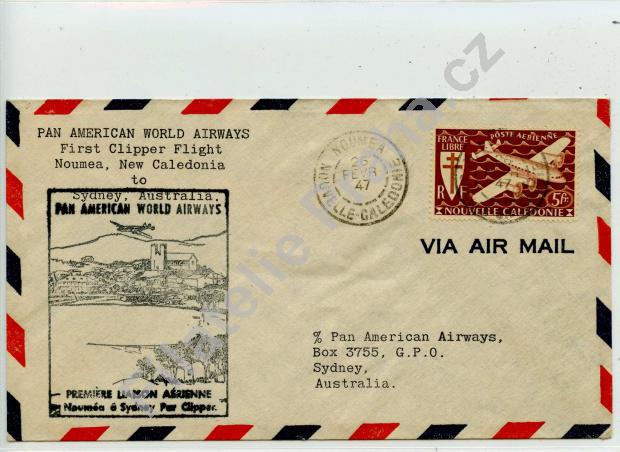 PAN AMERICAN WORLD AIRWAYS
First Clipper Flight
Noumea, New Caledonia
to
Sydney, Australia.
PAN AMERICAN WORLD AIRWAYS
PREMIÈRE LIAISON AÉRIENNE
Nouméa à Sydney Par Clipper.
NOUMEA
26
FEVR
47
NOUVELLE-CALEDONIE
FRANCE
LIBRE
POSTE AERIENNE
RF
5Fr.
NOUVELLE CALEDONIE
VIA AIR MAIL
% Pan American Airways,
Box 3755, G.P.O.
Sydney,
Australia.